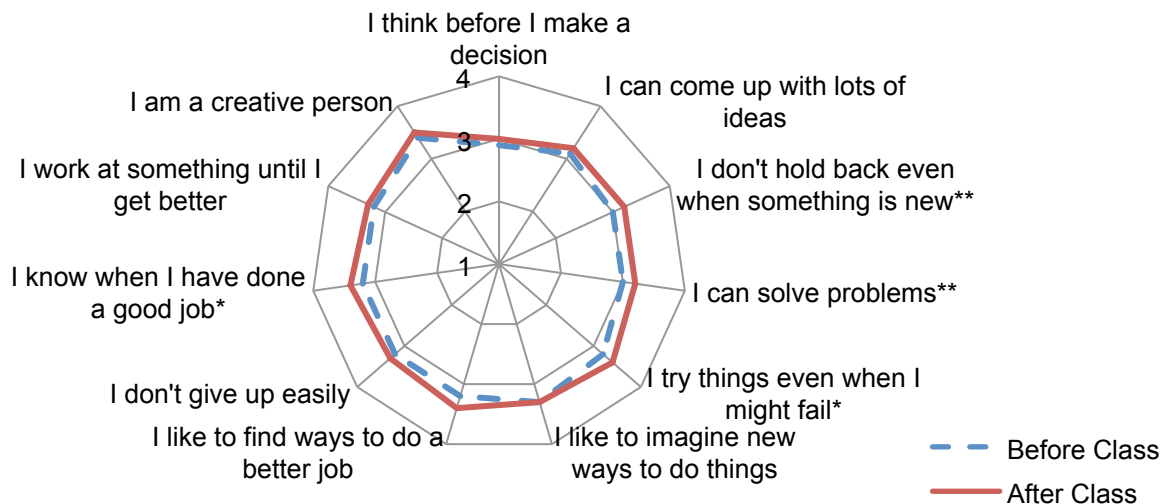 I think before I make a
decision
4
I can come up with lots of
ideas
I am a creative person
3
I work at something until I
get better
I don't hold back even
when something is new**
2
I know when I have done
a good job*
1
I can solve problems**
I don't give up easily
I try things even when I
might fail*
I like to find ways to do a
better job
I like to imagine new
ways to do things
Before Class
After Class